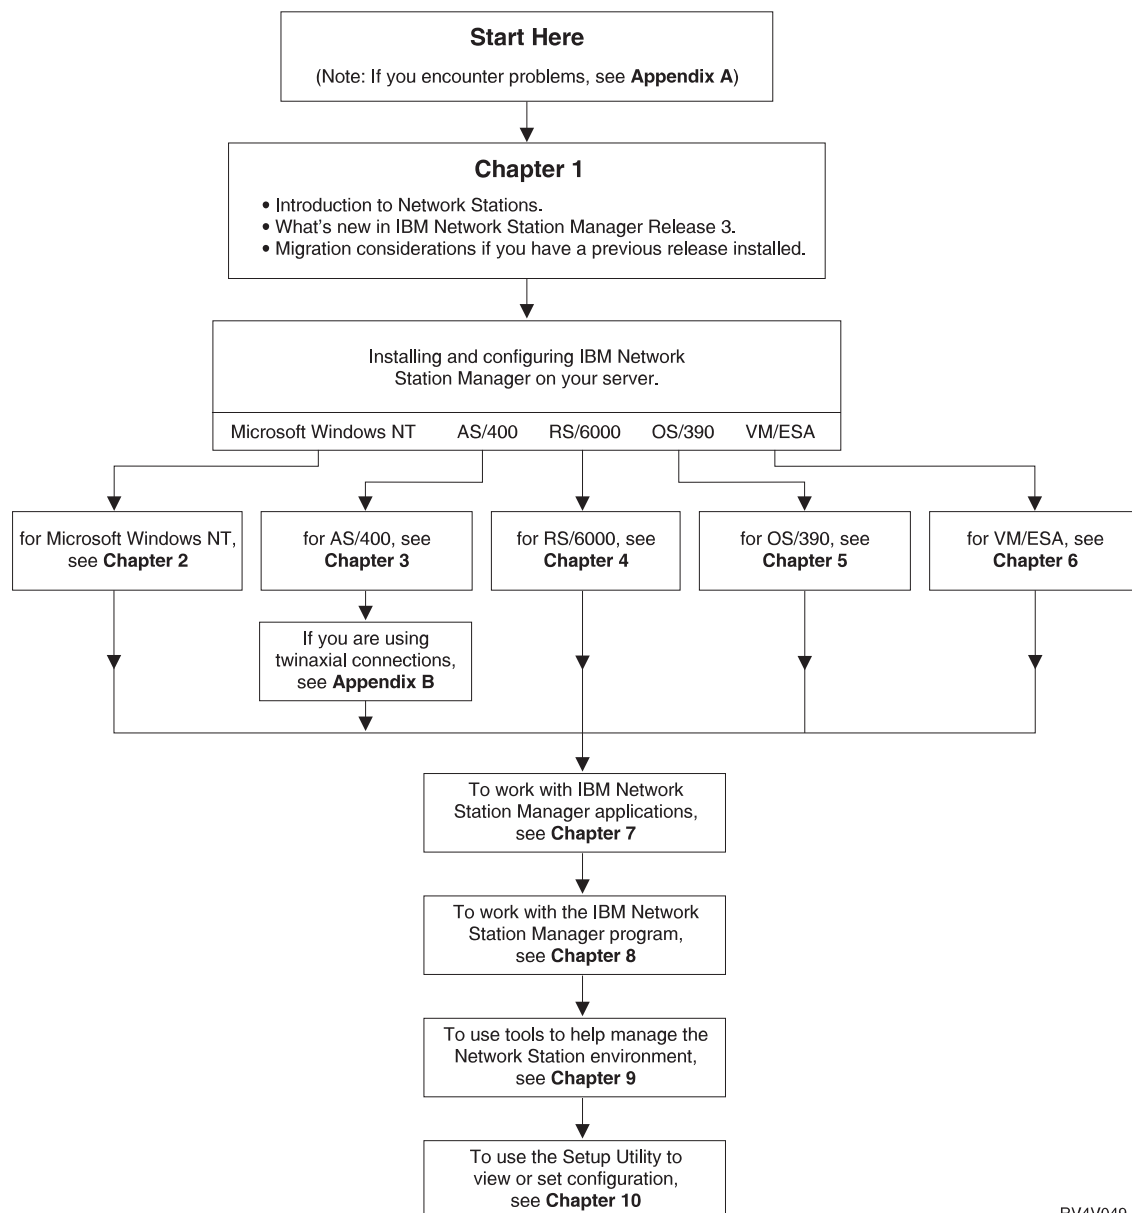 Start Here
(Note: If you encounter problems, see Appendix A)
Chapter 1
• Introduction to Network Stations.
• What's new in IBM Network Station Manager Release 3.
• Migration considerations if you have a previous release installed.
Installing and configuring IBM Network
Station Manager on your server.
Microsoft Windows NT AS/400 RS/6000 OS/390 VM/ESA
for Microsoft Windows NT,
see Chapter 2
for AS/400, see
Chapter 3
for RS/6000, see
Chapter 4
for OS/390, see
Chapter 5
for VM/ESA, see
Chapter 6
If you are using
twinaxial connections,
see Appendix B
To work with IBM Network
Station Manager applications,
see Chapter 7
To work with the IBM Network
Station Manager program,
see Chapter 8
To use tools to help manage the
Network Station environment,
see Chapter 9
To use the Setup Utility to
view or set configuration,
see Chapter 10
RV4V049